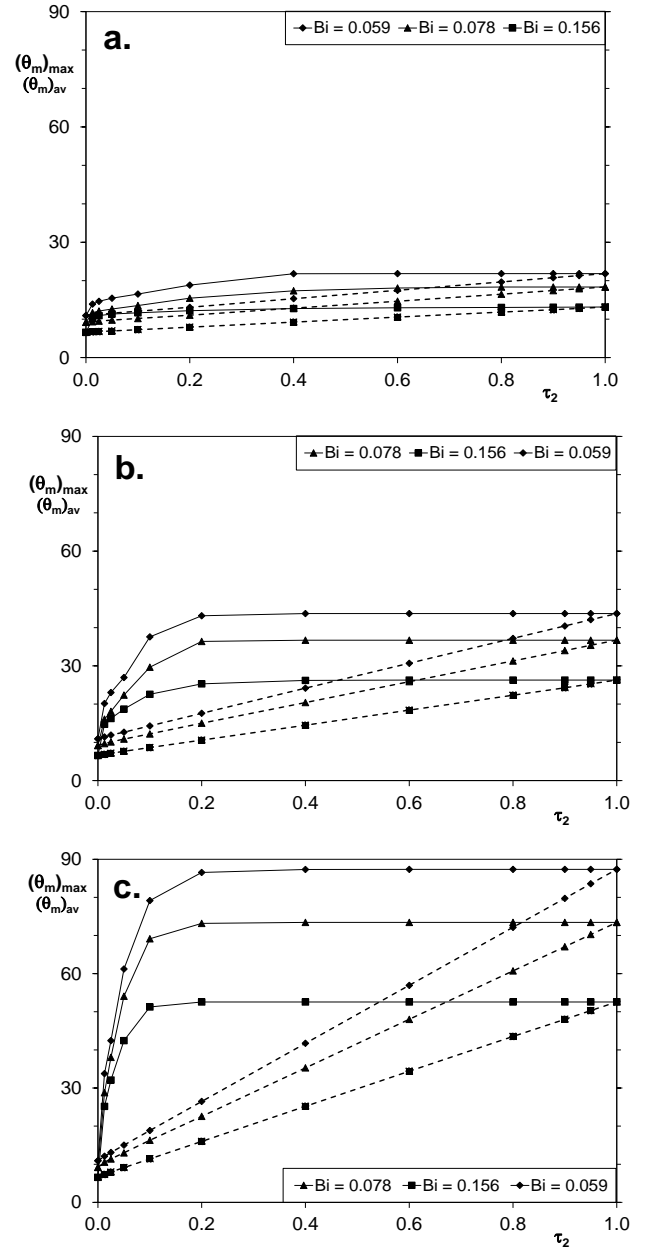 a.
Bi = 0.059 Bi = 0.078 Bi = 0.156
(θm)max
(θm)av
90
60
30
0
0.0 0.2 0.4 0.6 0.8 1.0
τ2
b.
Bi = 0.078 Bi = 0.156 Bi = 0.059
(θm)max
(θm)av
90
60
30
0
0.0 0.2 0.4 0.6 0.8 1.0
τ2
c.
(θm)max
(θm)av
90
60
30
0
Bi = 0.078 Bi = 0.156 Bi = 0.059
0.0 0.2 0.4 0.6 0.8 1.0
τ2